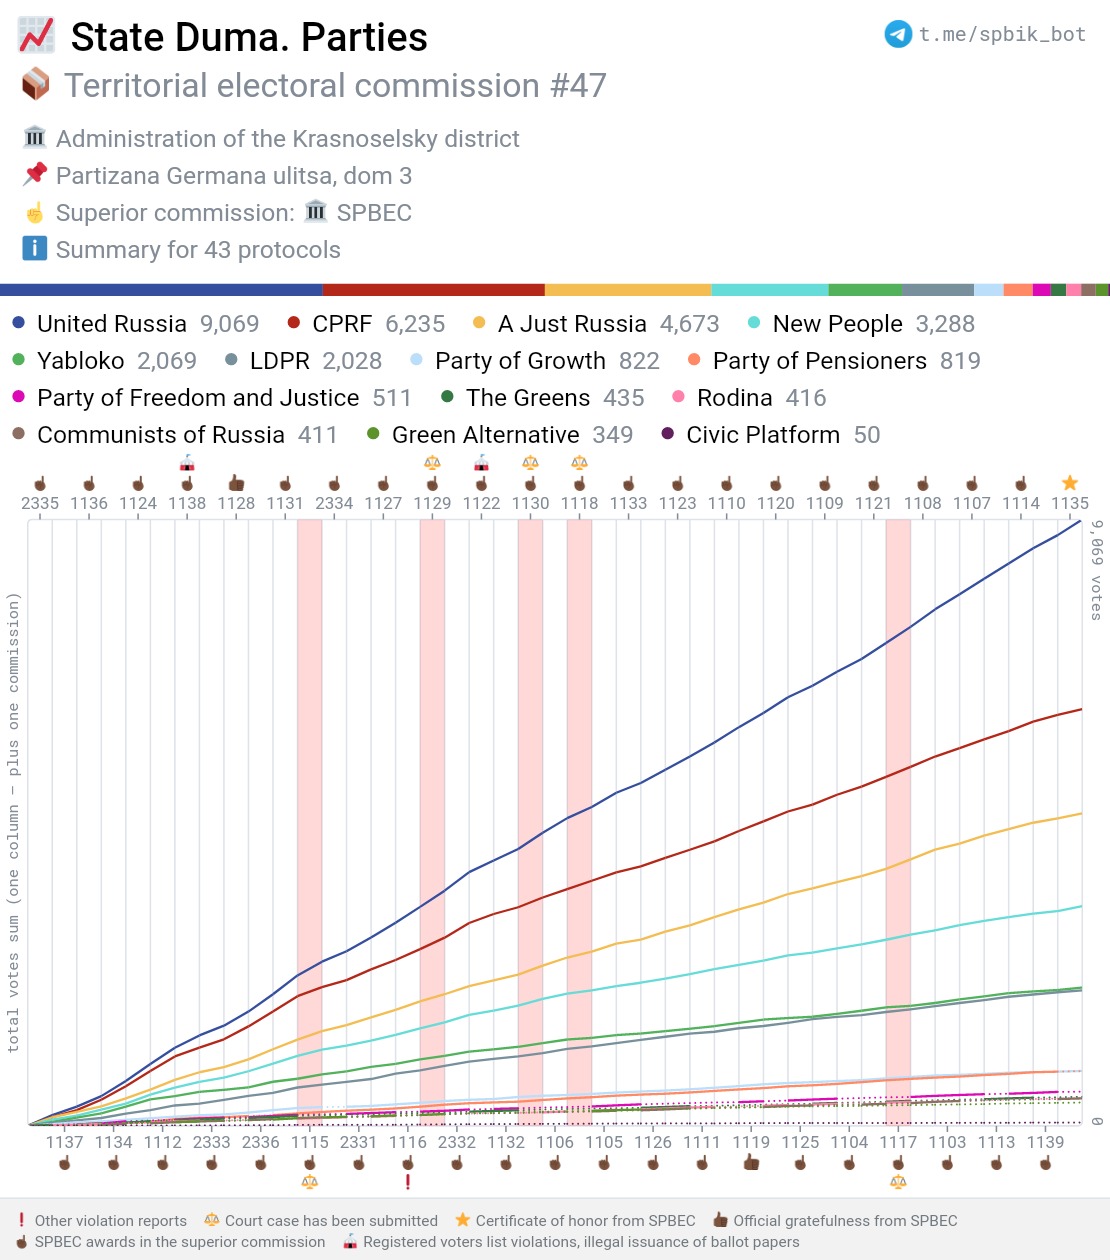 State Duma. Parties
t.me/spbik_bot
Territorial electoral commission #47
Administration of the Krasnoselsky district
Partizana Germana ulitsa, dom 3
Superior commission: SPBEC
Summary for 43 protocols
United Russia 9,069 CPRF 6,235 A Just Russia 4,673 New People 3,288
Yabloko 2,069 LDPR 2,028 Party of Growth 822 Party of Pensioners 819
Party of Freedom and Justice 511 The Greens 435 Rodina 416
Communists of Russia 411 Green Alternative 349 Civic Platform 50
2335 1136 1124 1138 1128 1131 2334 1127 1129 1122 1130 1118 1133 1123 1110 1120 1109 1121 1108 1107 1114 1135
9,069 votes
total votes sum (one column – plus one commission)
0
1137 1134 1112 2333 2336 1115 2331 1116 2332 1132 1106 1105 1126 1111 1119 1125 1104 1117 1103 1113 1139
Other violation reports Court case has been submitted Certificate of honor from SPBEC Official gratefulness from SPBEC
SPBEC awards in the superior commission Registered voters list violations, illegal issuance of ballot papers